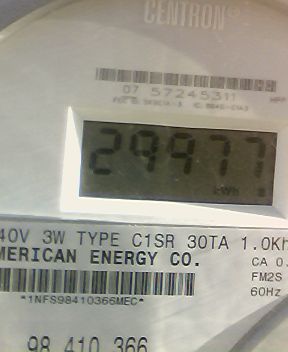 CENTRON®
07 57245311
29977
kWh
40V 3W TYPE C1SR 30TA 1.0Kh
MERICAN ENERGY CO.
CA 0.
FM2S
60Hz
*1NFS98410366MEC*
98 410 366